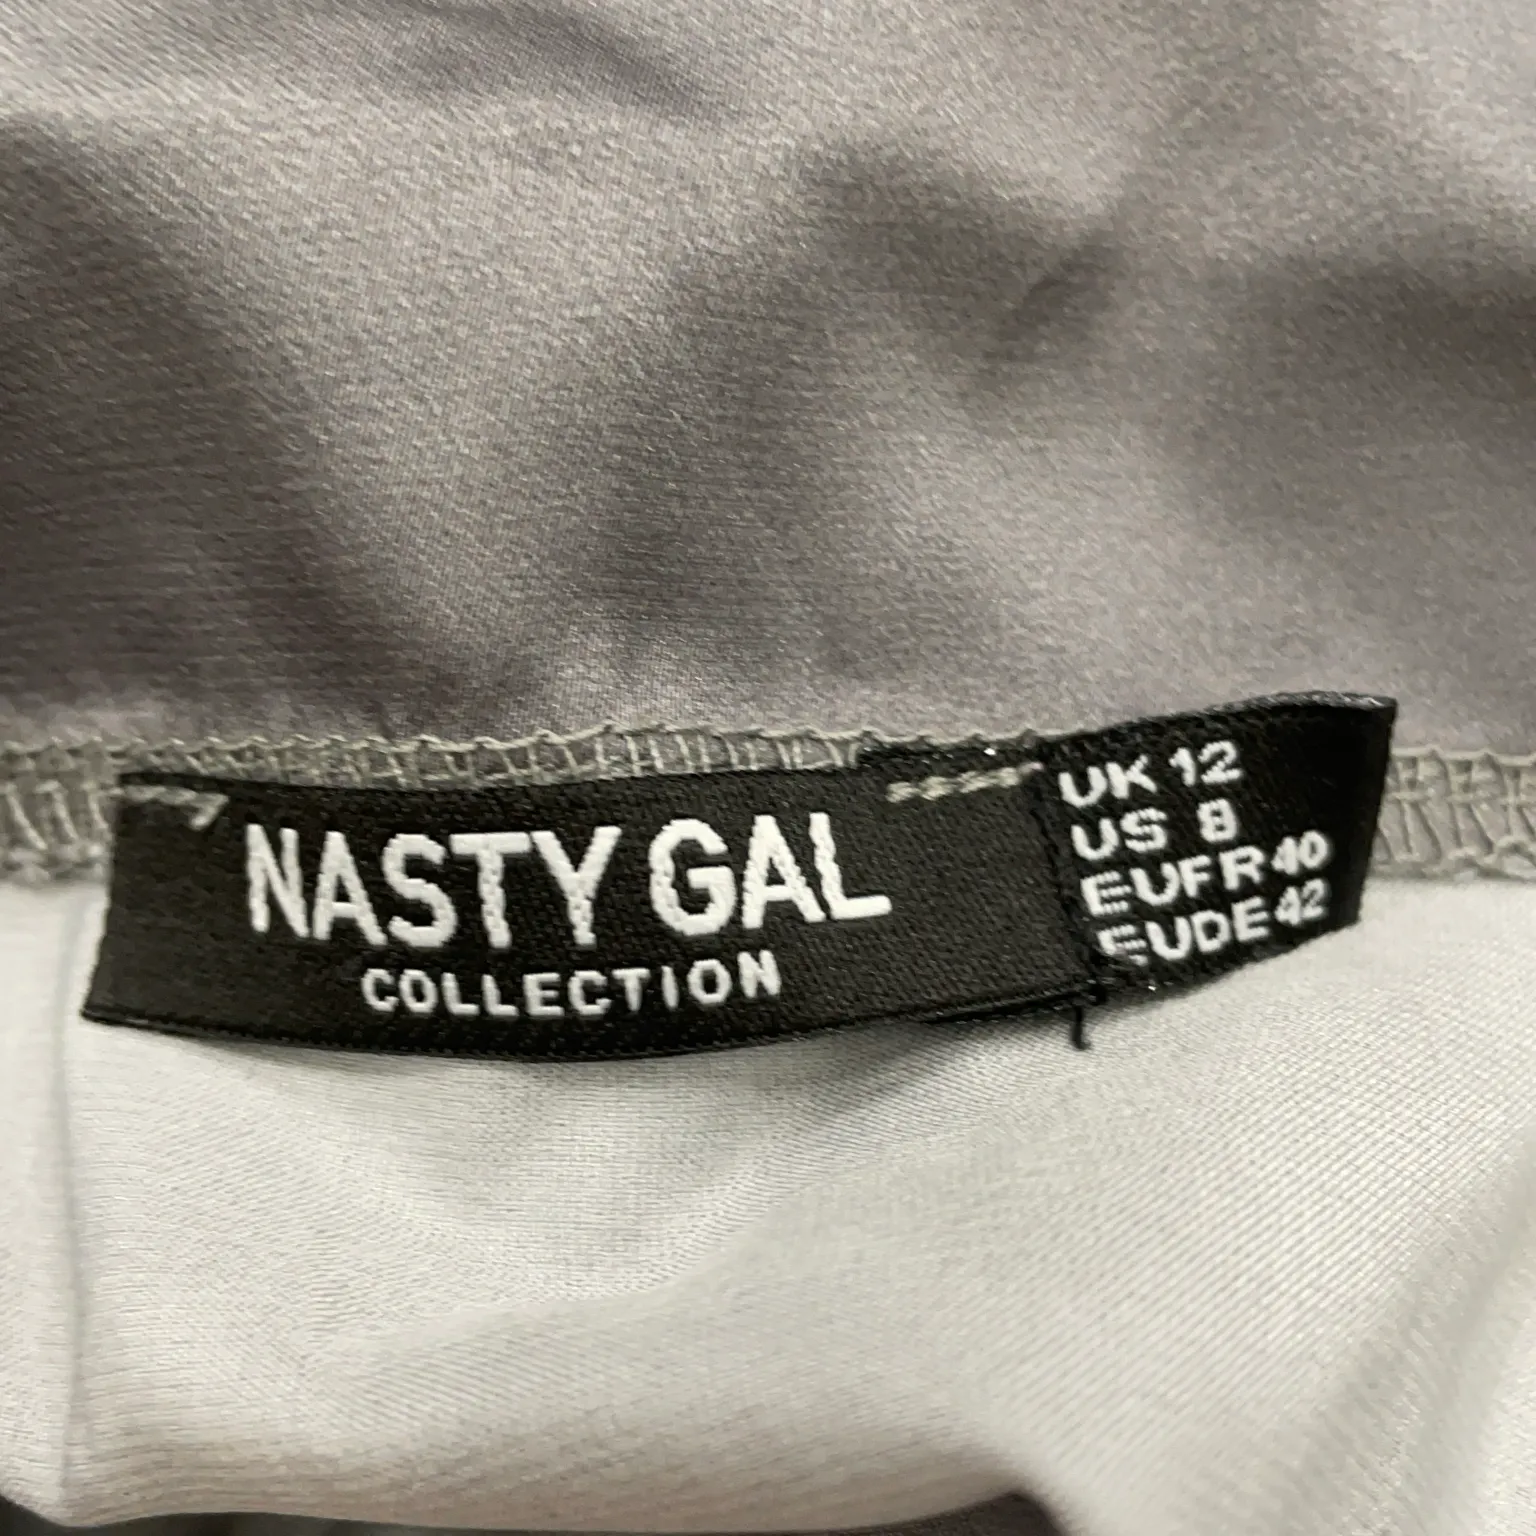 NASTY GAL
COLLECTION
UK 12
US 8
EUFR 40
EUDE 42